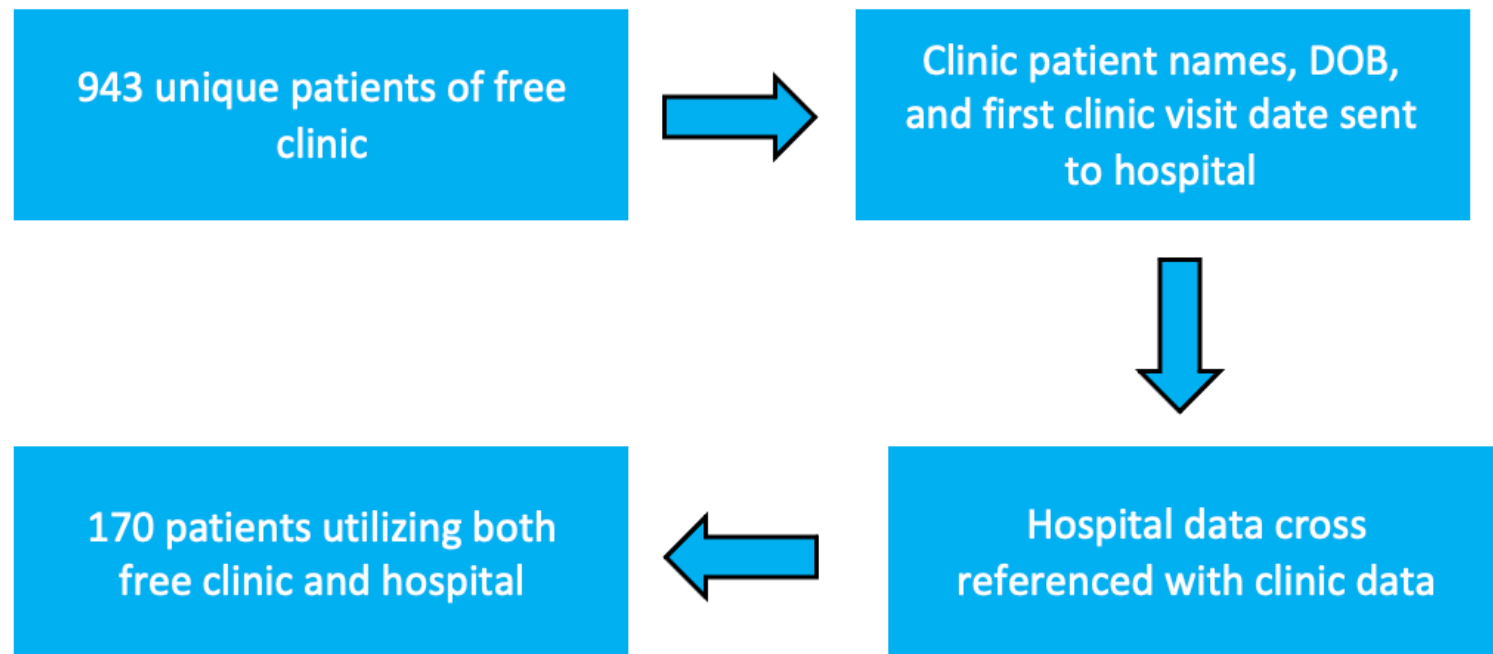 943 unique patients of free
clinic
Clinic patient names, DOB,
and first clinic visit date sent
to hospital
Hospital data cross
referenced with clinic data
170 patients utilizing both
free clinic and hospital